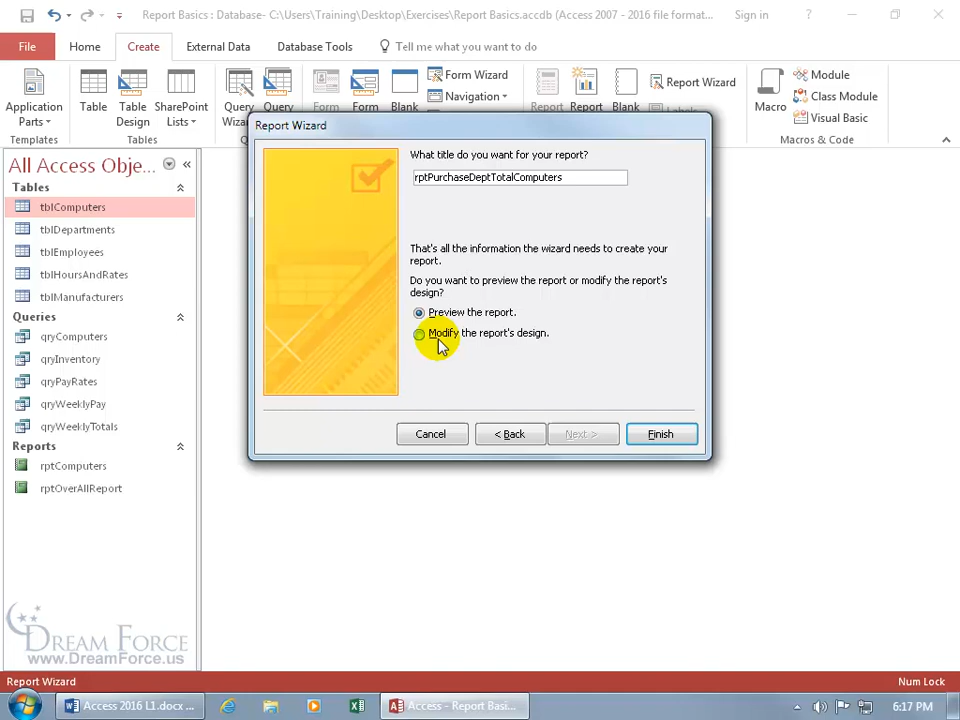 Report Basics : Database- C:\Users\Training\Desktop\Exercises\Report Basics.accdb (Access 2007 - 2016 file format...
Sign in
File
Home
Create
External Data
Database Tools
Tell me what you want to do
Application Parts
Table
Table Design
SharePoint Lists
Query
Query
Form
Form
Blank
Form Wizard
Navigation
Report
Report
Blank
Report Wizard
Labels
Macro
Module
Class Module
Visual Basic
Templates
Tables
Macros & Code
All Access Obje...
Tables
tblComputers
tblDepartments
tblEmployees
tblHoursAndRates
tblManufacturers
Queries
qryComputers
qryInventory
qryPayRates
qryWeeklyPay
qryWeeklyTotals
Reports
rptComputers
rptOverAllReport
Report Wizard
What title do you want for your report?
rptPurchaseDeptTotalComputers
That's all the information the wizard needs to create your
report.
Do you want to preview the report or modify the report's
design?
Preview the report.
Modify the report's design.
Cancel
< Back
Next >
Finish
DREAM FORCE
www.DreamForce.us
Report Wizard
Num Lock
Access 2016 L1.docx ...
Access - Report Basi...
6:17 PM